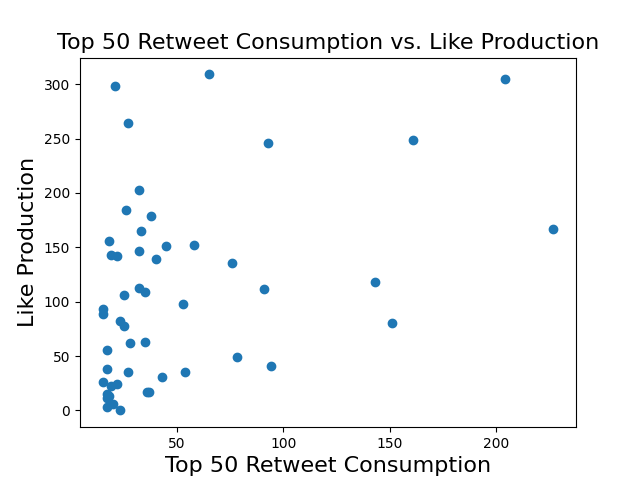 Top 50 Retweet Consumption vs. Like Production
300
250
200
150
100
50
0
Like Production
50 100 150 200
Top 50 Retweet Consumption